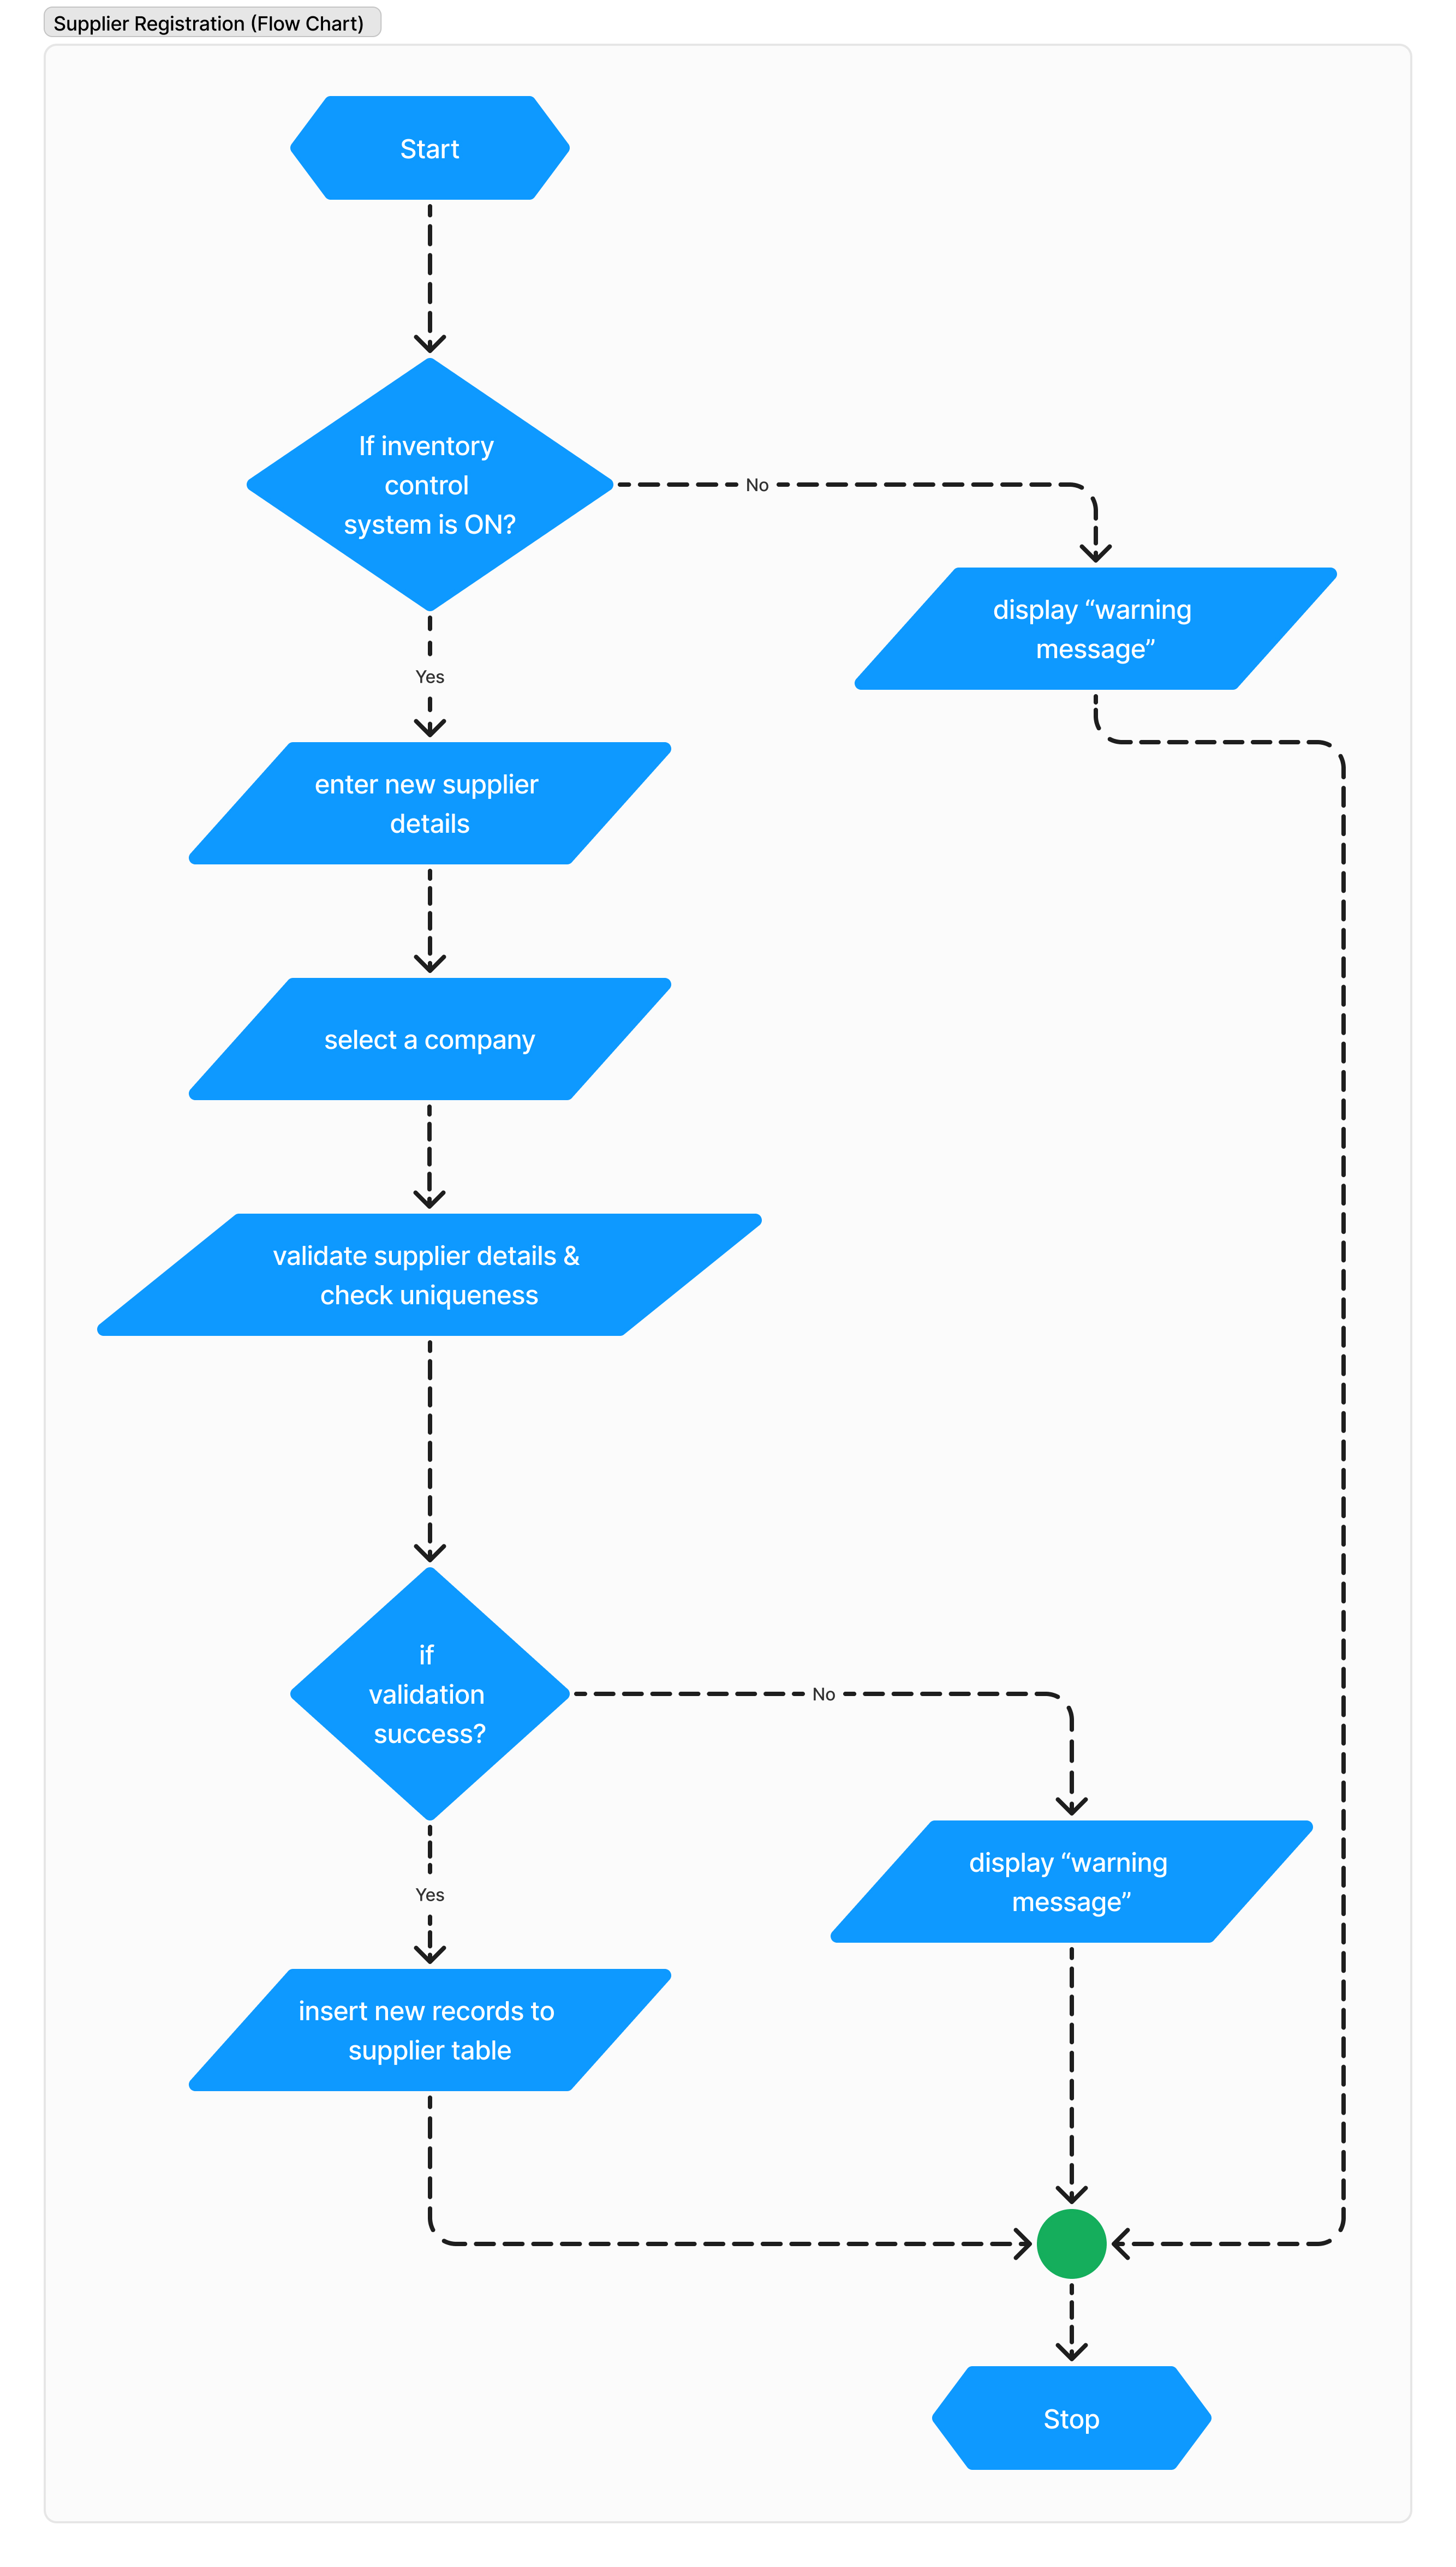 Supplier Registration (Flow Chart)
Start
If inventory
control
system is ON?
No
display “warning
message”
Yes
enter new supplier
details
select a company
validate supplier details &
check uniqueness
if
validation
success?
No
display “warning
message”
Yes
insert new records to
supplier table
Stop